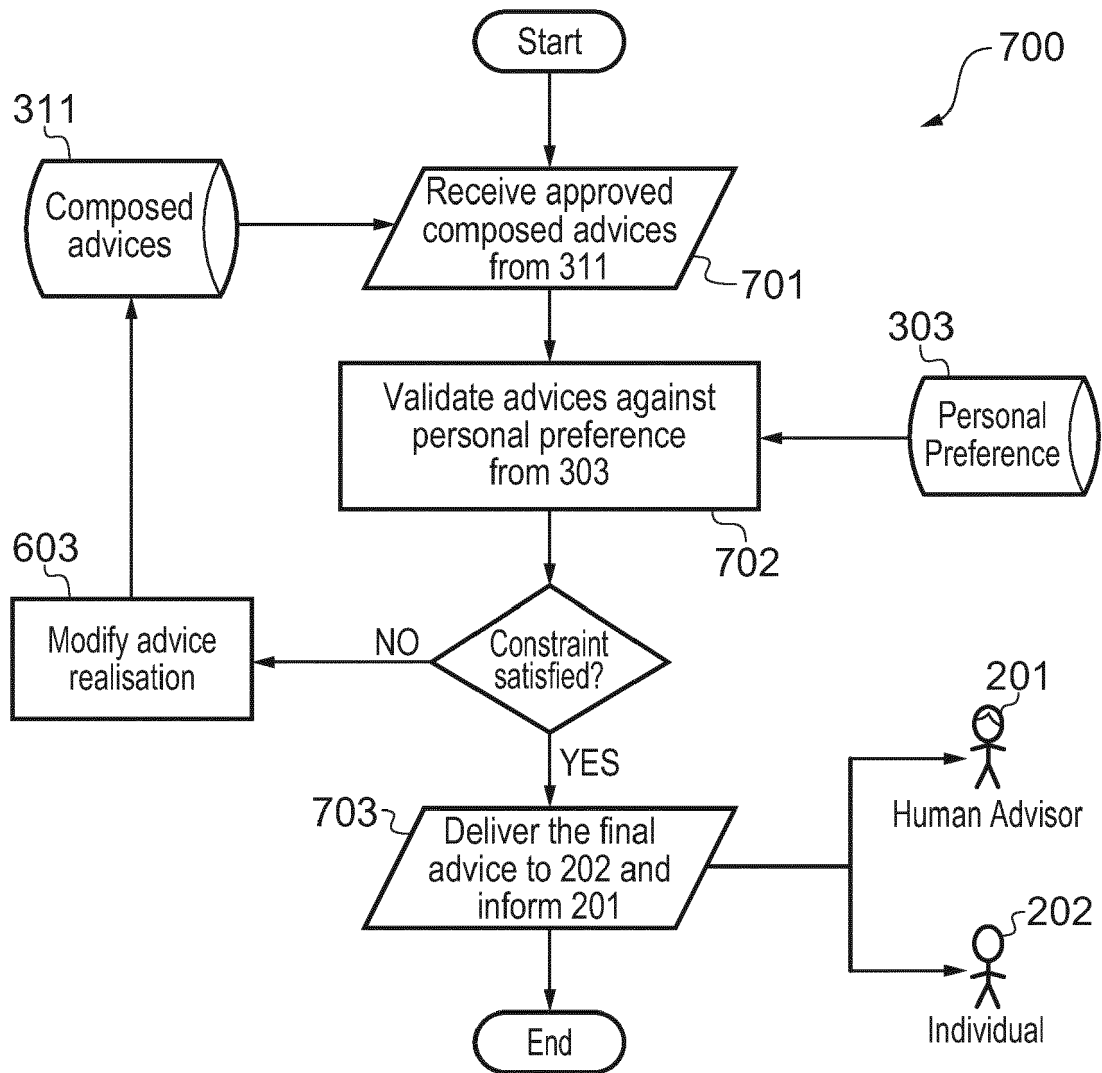 Start
700
311
Composed
advices
Receive approved
composed advices
from 311
701
303
Validate advices against
personal preference
from 303
Personal
Preference
702
603
Modify advice
realisation
NO
Constraint
satisfied?
YES
201
Human Advisor
703
Deliver the final
advice to 202 and
inform 201
202
Individual
End